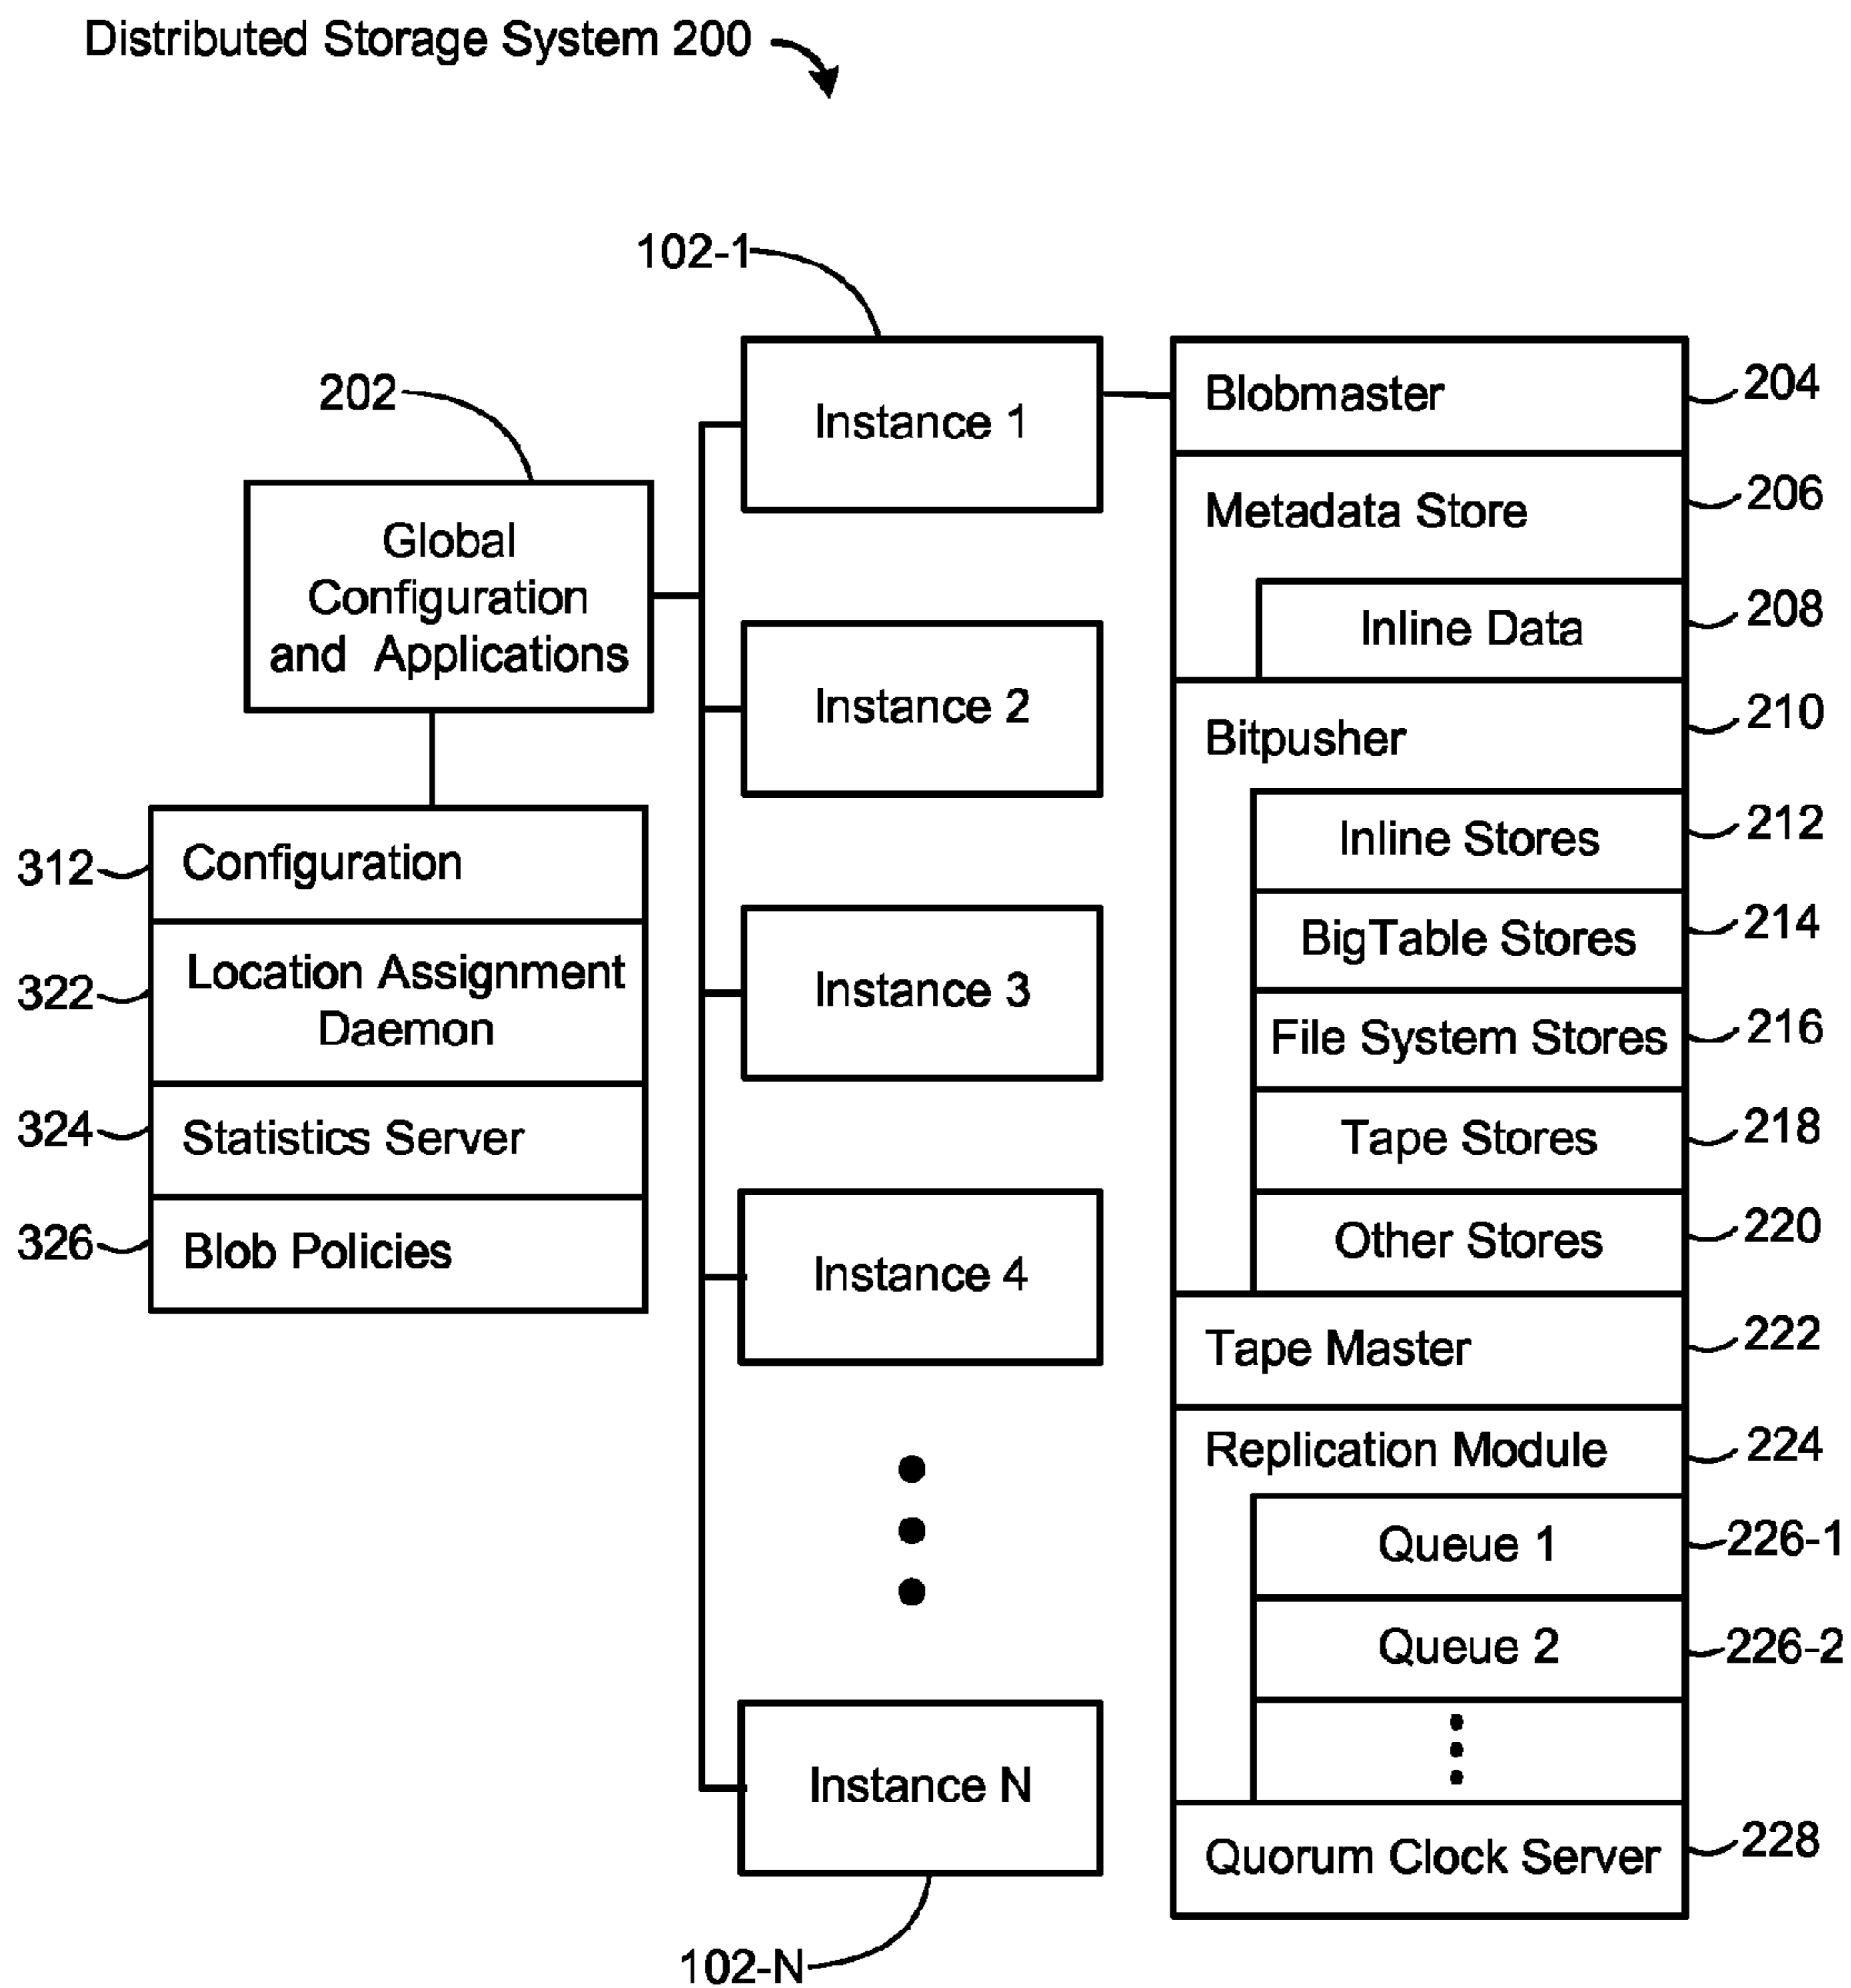 Distributed Storage System 200
102-1
202
Global
Configuration
and Applications
312
Configuration
322
Location Assignment
Daemon
324
Statistics Server
326
Blob Policies
Instance 1
Instance 2
Instance 3
Instance 4
Instance N
102-N
Blobmaster
204
Metadata Store
206
Inline Data
208
Bitpusher
210
Inline Stores
212
BigTable Stores
214
File System Stores
216
Tape Stores
218
Other Stores
220
Tape Master
222
Replication Module
224
Queue 1
226-1
Queue 2
226-2
Quorum Clock Server
228